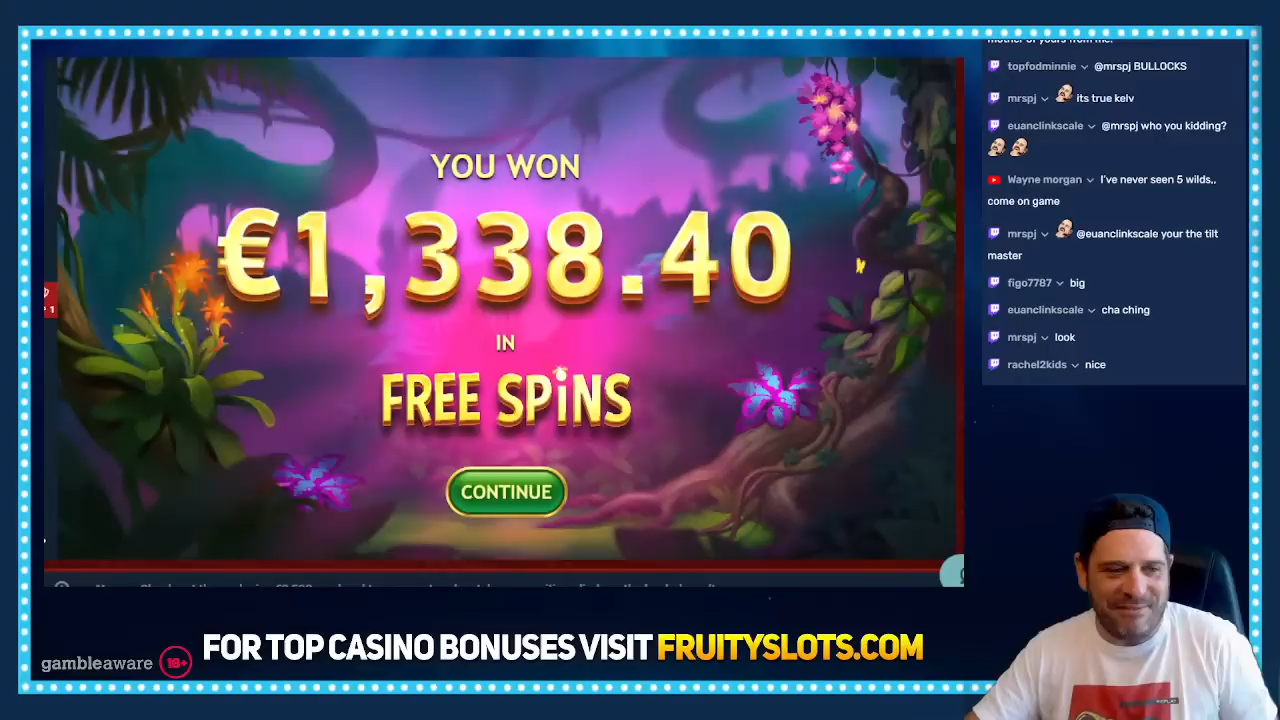 YOU WON
€1,338.40
IN
FREE SPINS
CONTINUE
mother of yours from me.
topfodminnie @mrspj BULLOCKS
mrspj its true kelv
euanclinkscale @mrspj who you kidding?
Wayne morgan I've never seen 5 wilds..
come on game
mrspj @euanclinkscale your the tilt
master
figo7787 big
euanclinkscale cha ching
mrspj look
rachel2kids nice
FOR TOP CASINO BONUSES VISIT FRUITYSLOTS.COM
gambleaware 18+